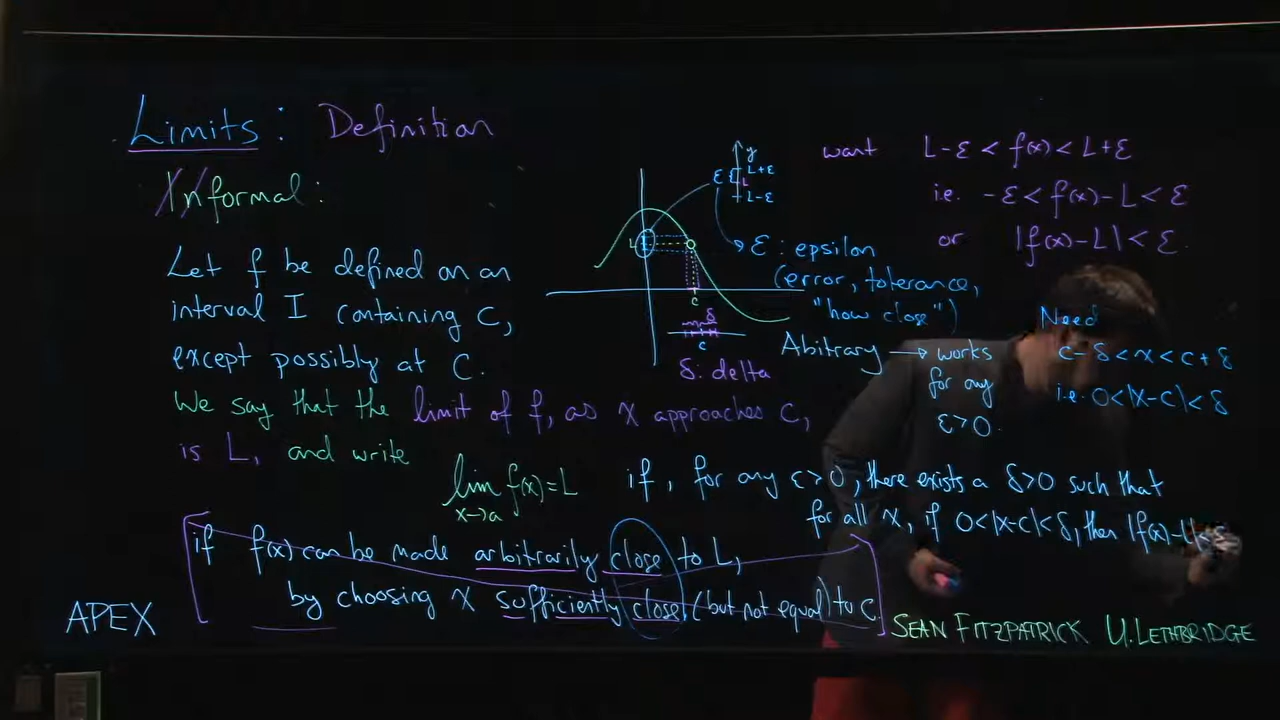 Limits: Definition
Informal:
Let f be defined on an
interval I containing c,
except possibly at c.
We say that the limit of f, as x approaches c,
is L, and write
lim f(x)=L
x→a
if, for any ε>0, there exists a δ>0 such that
for all x, if 0<|x-c|<δ, then |f(x)-L|<
if f(x) can be made arbitrarily close to L,
by choosing x sufficiently close (but not equal) to c.
y
L+ε
ε { L
L-ε
L
c
δ
c
δ: delta
ε: epsilon
(error, tolerance,
"how close")
Abitrary → works
for any
ε>0.
want L-ε < f(x) < L+ε
i.e. -ε < f(x)-L < ε
or |f(x)-L| < ε.
Need
c-δ<x<c+δ
i.e. 0<|x-c|<δ
APEX
SEAN FITZPATRICK U. LETHBRIDGE